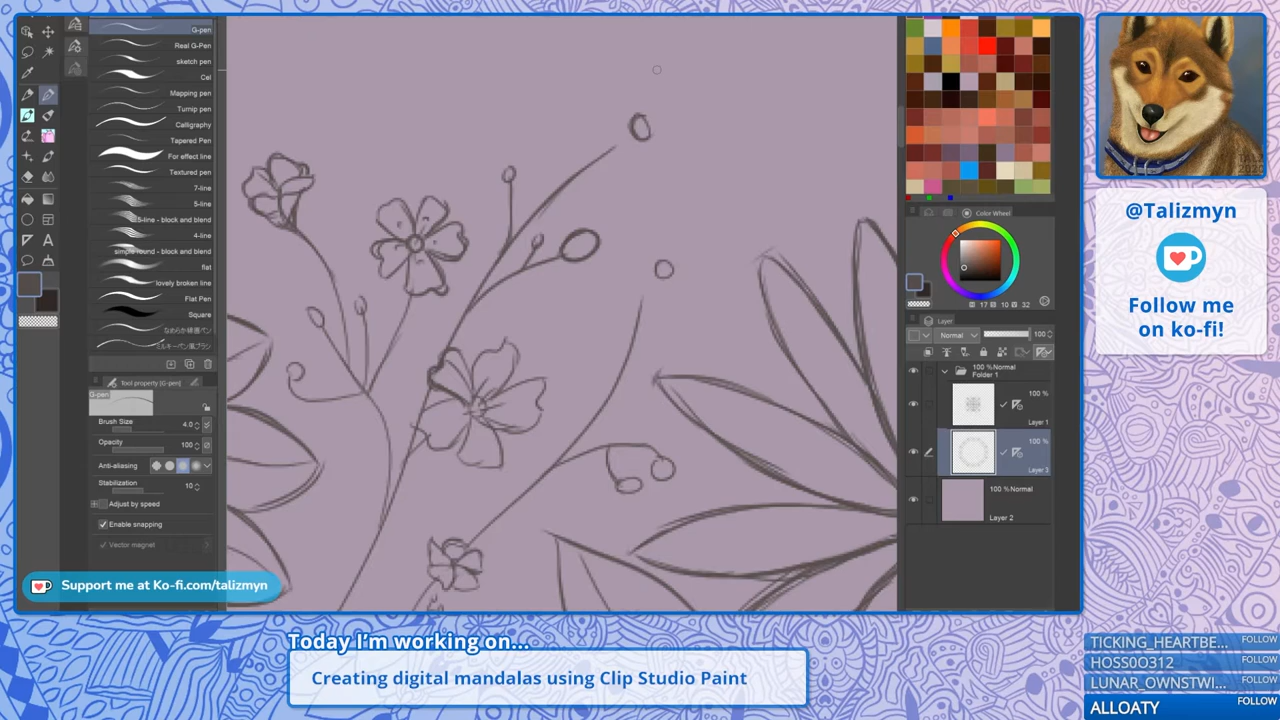 G-pen
Real G-Pen
sketch pen
Cel
Mapping pen
Turnip pen
Calligraphy
Tapered Pen
For effect line
Textured pen
7-line
5-line
5-line - block and blend
4-line
simple round - block and blend
flat
lovely broken line
Flat Pen
Square
Tool property [G-pen]
G-pen
Brush Size 4.0
Opacity 100
Anti-aliasing
Stabilization 10
Adjust by speed
Enable snapping
Vector magnet
Support me at Ko-fi.com/talizmyn
Color Wheel
17 10 32
Layer
Normal 100
100 % Normal
Folder 1
100 %
Layer 1
100 %
Layer 3
100 % Normal
Layer 2
@Talizmyn
Follow me
on ko-fi!
Today I'm working on...
Creating digital mandalas using Clip Studio Paint
TICKING_HEARTBE... FOLLOW
HOSS0O312 FOLLOW
LUNAR_OWNSTWI... FOLLOW
ALLOATY FOLLOW